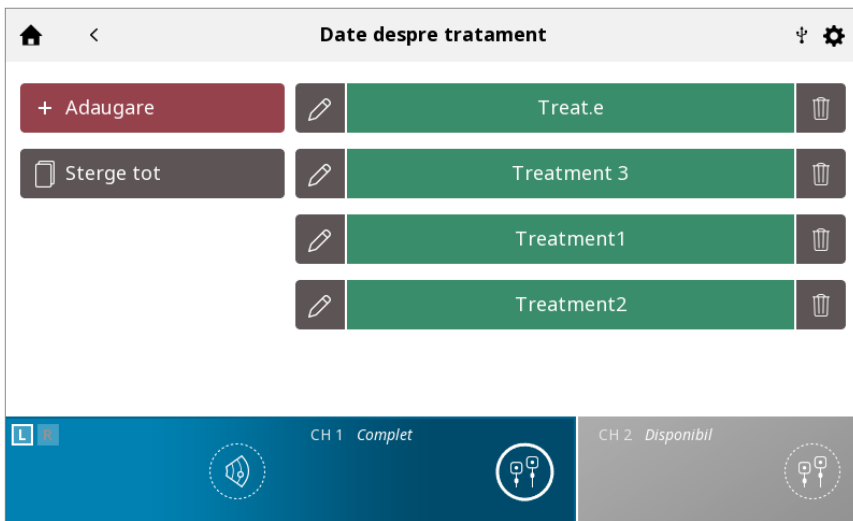 Date despre tratament
+ Adaugare
Sterge tot
Treat.e
Treatment 3
Treatment1
Treatment2
L R
CH 1 Complet
CH 2 Disponibil